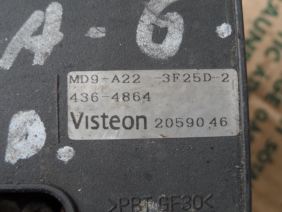 A-6
MD9-A22 -3F25D-2
436-4864
Visteon 2059046
D.
>PBT GF30<